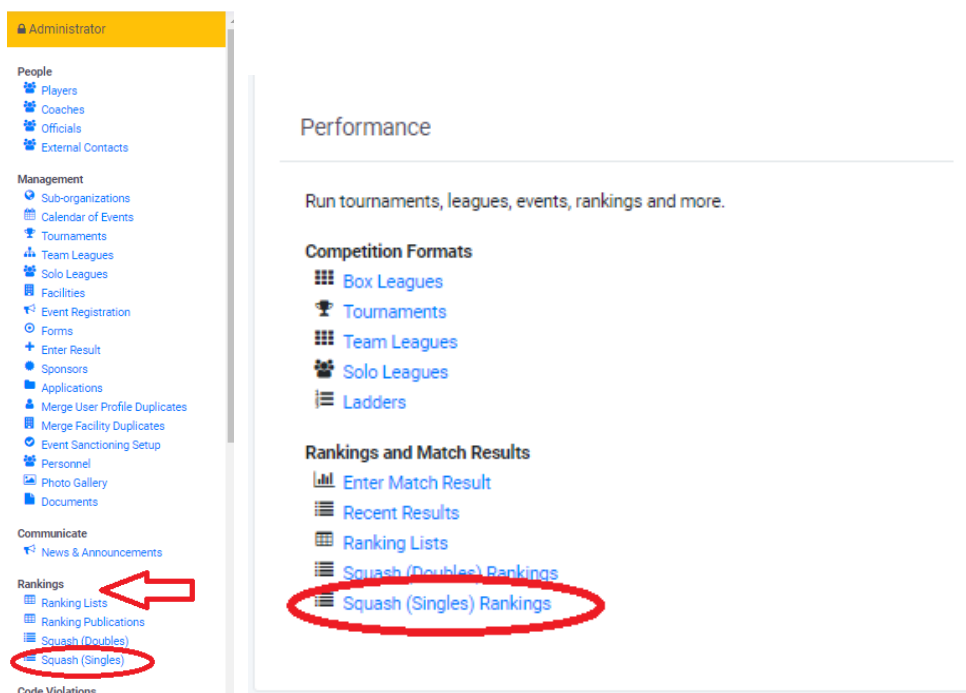 Administrator
People
Players
Coaches
Officials
External Contacts
Management
Sub-organizations
Calendar of Events
Tournaments
Team Leagues
Solo Leagues
Facilities
Event Registration
Forms
Enter Result
Sponsors
Applications
Merge User Profile Duplicates
Merge Facility Duplicates
Event Sanctioning Setup
Personnel
Photo Gallery
Documents
Communicate
News & Announcements
Rankings
Ranking Lists
Ranking Publications
Squash (Doubles)
Squash (Singles)
Code Violations
Performance
Run tournaments, leagues, events, rankings and more.
Competition Formats
Box Leagues
Tournaments
Team Leagues
Solo Leagues
Ladders
Rankings and Match Results
Enter Match Result
Recent Results
Ranking Lists
Squash (Doubles) Rankings
Squash (Singles) Rankings